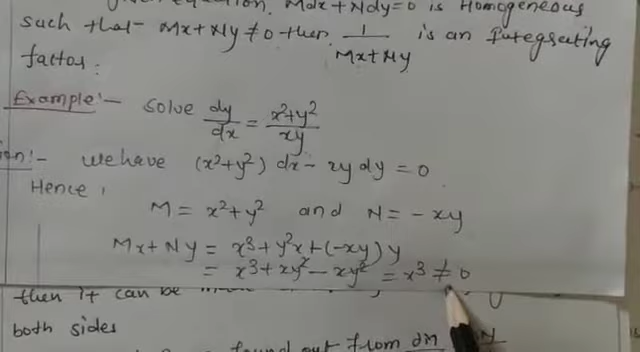 Mdx+Ndy=0 is Homogeneous
such that Mx+Ny≠0 then 1/(Mx+Ny) is an Integrating
factor.
Example:- Solve dy/dx = (x²+y²)/xy
:- we have (x²+y²) dx - xy dy = 0
Hence,
M = x²+y² and N = -xy
Mx+Ny = x³+y²x+(-xy)y
= x³+xy²-xy² = x³ ≠ 0
then it can be
both sides
found out from ∂M